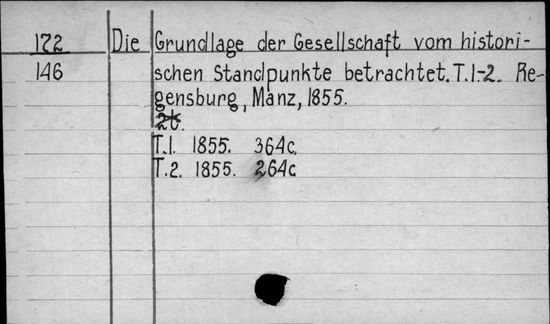 172 Die Grundlage der Gesellschaft vom histori-
146 schen Standpunkte betrachtet. T.1-2. Re-
gensburg, Manz, 1855.
2t.
T.1. 1855. 364c.
T.2. 1855. 264c